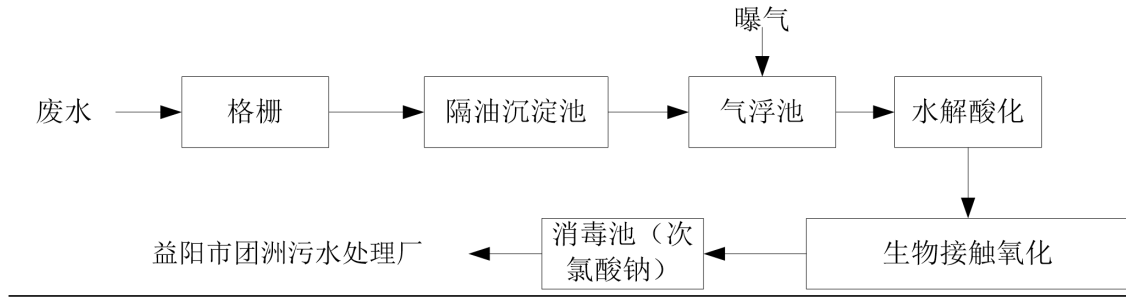 曝气
废水
格栅
隔油沉淀池
气浮池
水解酸化
益阳市团洲污水处理厂
消毒池（次
氯酸钠）
生物接触氧化